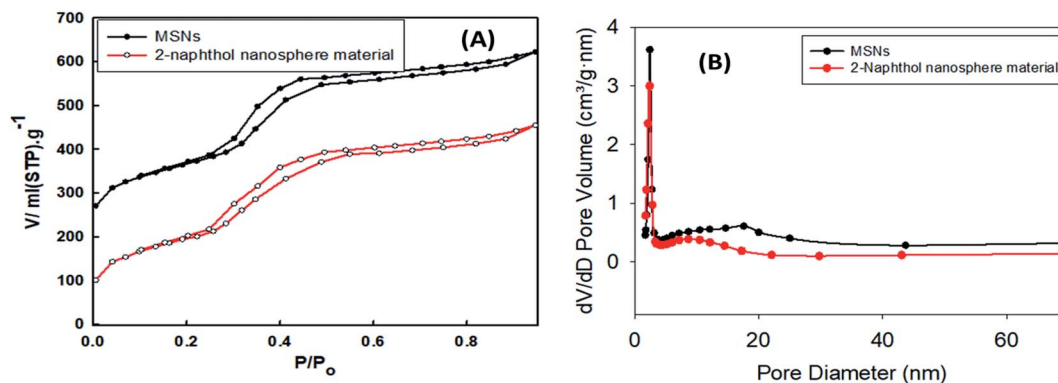 700
600
500
400
300
200
100
0
V/ ml(STP).g-1
MSNs
2-naphthol nanosphere material
(A)
0.0 0.2 0.4 0.6 0.8
P/Po
4
3
2
1
0
dV/dD Pore Volume (cm³/g·nm)
MSNs
2-Naphthol nanosphere material
(B)
0 20 40 60
Pore Diameter (nm)